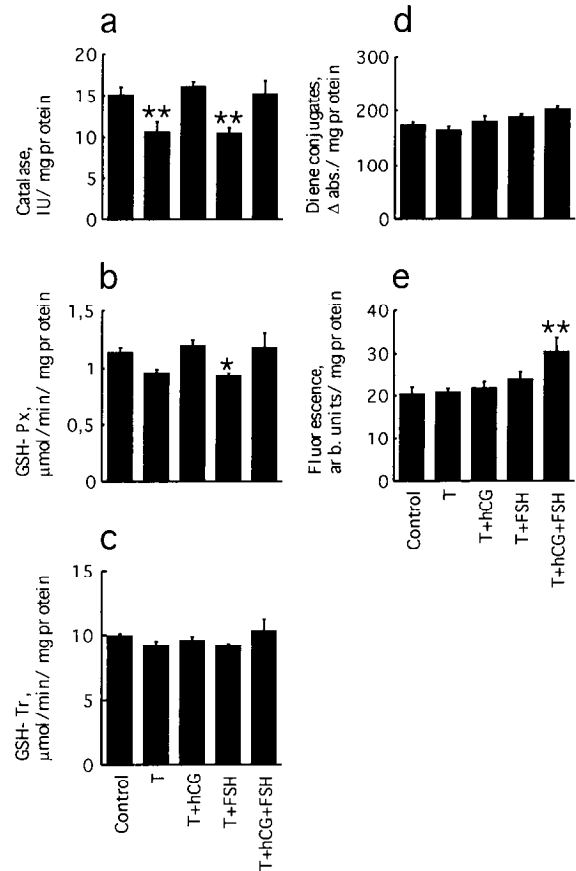 a
Catalase,
IU/ mg protein
20
15
10
5
0
**
**
b
GSH- Px,
μmol/min/ mg protein
1,5
1
0,5
0
*
c
GSH- Tr,
μmol/min/ mg protein
15
10
5
0
Control
T
T+hCG
T+FSH
T+hCG+FSH
d
Diene conjugates,
Δ abs./ mg protein
300
200
100
0
e
Fluorescence,
arb. units/ mg protein
40
30
20
10
0
**
Control
T
T+hCG
T+FSH
T+hCG+FSH